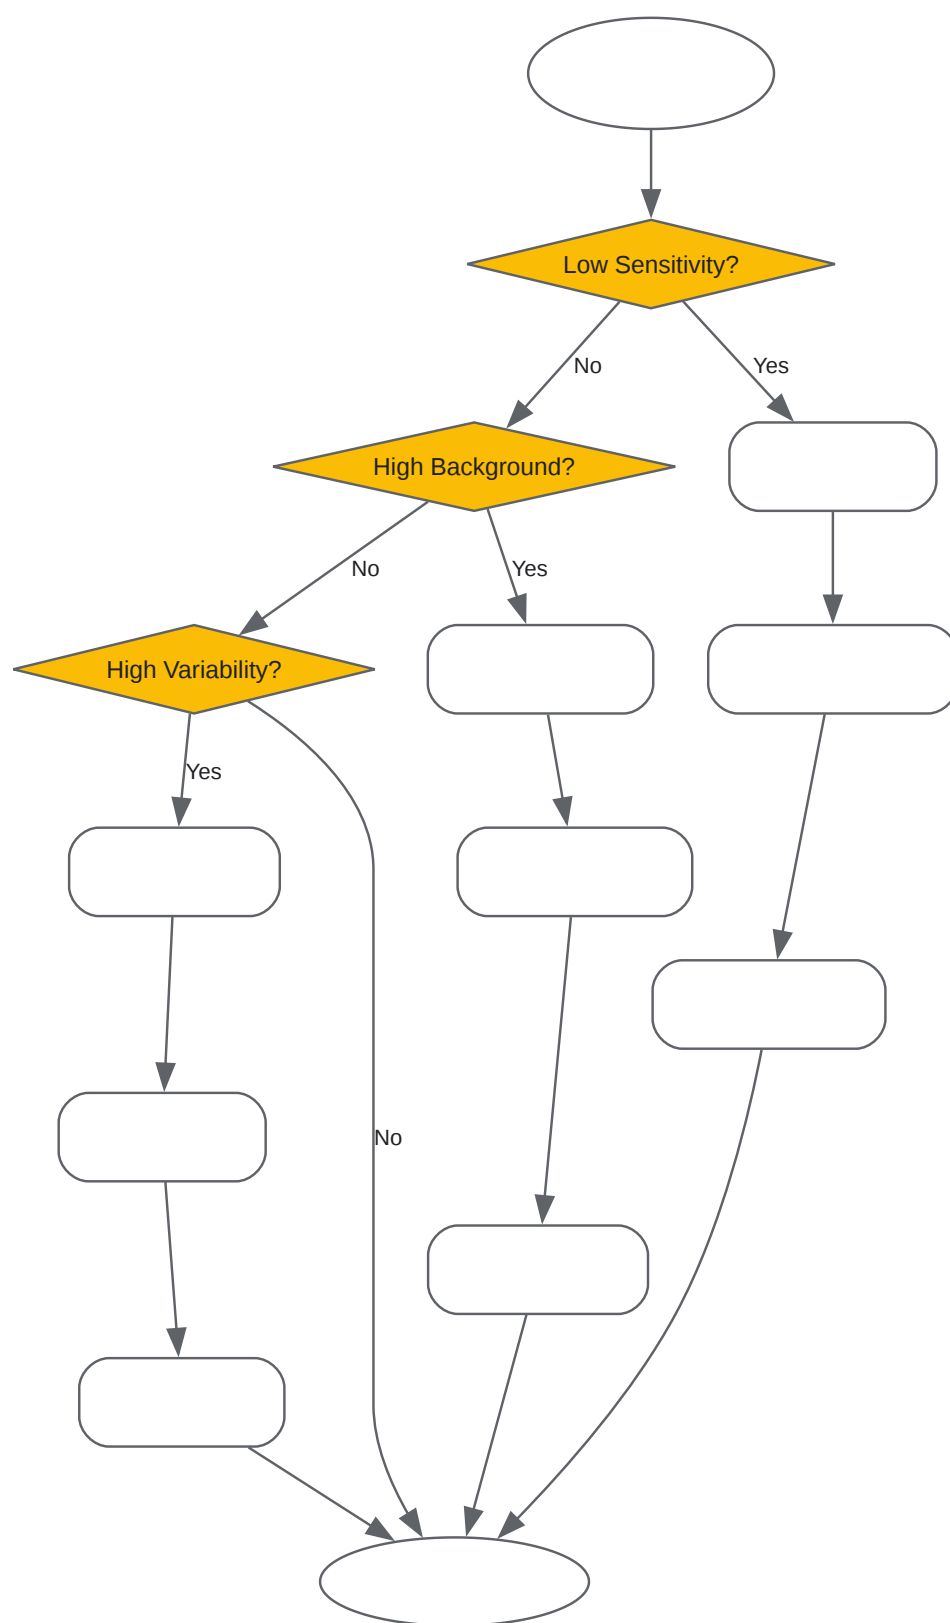 Low Sensitivity?
No
Yes
High Background?
No
Yes
High Variability?
Yes
No